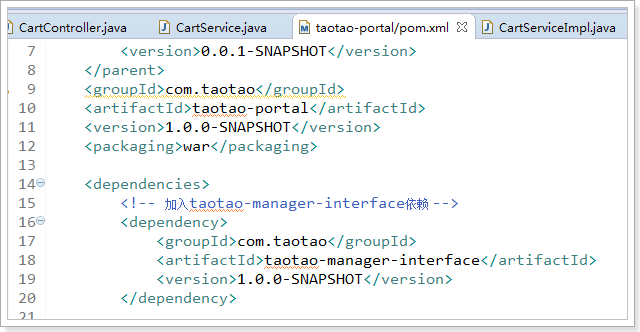 CartController.java CartService.java taotao-portal/pom.xml CartServiceImpl.java
7 <version>0.0.1-SNAPSHOT</version>
8 </parent>
9 <groupId>com.taotao</groupId>
10 <artifactId>taotao-portal</artifactId>
11 <version>1.0.0-SNAPSHOT</version>
12 <packaging>war</packaging>
13
14 <dependencies>
15 <!-- 加入taotao-manager-interface依赖 -->
16 <dependency>
17 <groupId>com.taotao</groupId>
18 <artifactId>taotao-manager-interface</artifactId>
19 <version>1.0.0-SNAPSHOT</version>
20 </dependency>
21